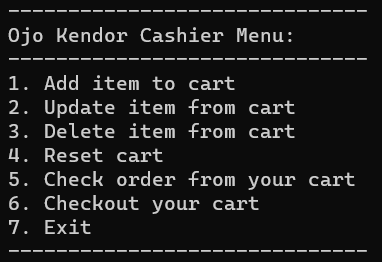 ------------------------------
Ojo Kendor Cashier Menu:
------------------------------
1. Add item to cart
2. Update item from cart
3. Delete item from cart
4. Reset cart
5. Check order from your cart
6. Checkout your cart
7. Exit
------------------------------